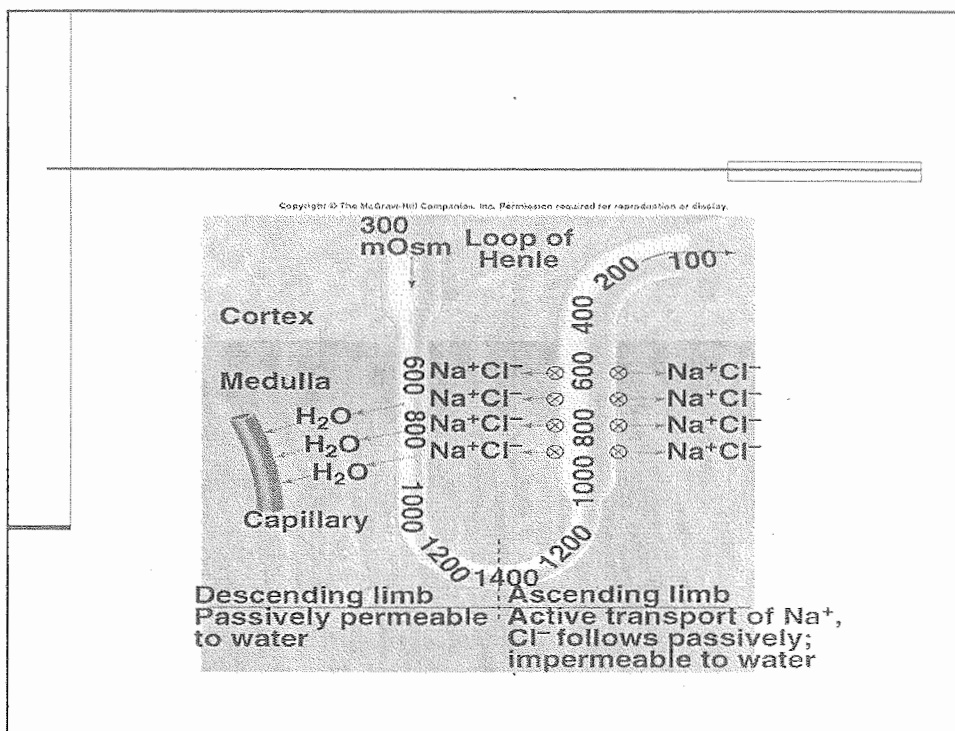 Copyright © The McGraw-Hill Companies, Inc. Permission required for reproduction or display.
300
mOsm
Loop of
Henle
200
100
Cortex
400
600
Na⁺Cl⁻
600
Na⁺Cl⁻
Medulla
Na⁺Cl⁻
Na⁺Cl⁻
H₂O
800
Na⁺Cl⁻
800
Na⁺Cl⁻
H₂O
Na⁺Cl⁻
Na⁺Cl⁻
H₂O
1000
1000
Capillary
1200
1200
1400
Descending limb
Passively permeable
to water
Ascending limb
Active transport of Na⁺,
Cl⁻ follows passively;
impermeable to water